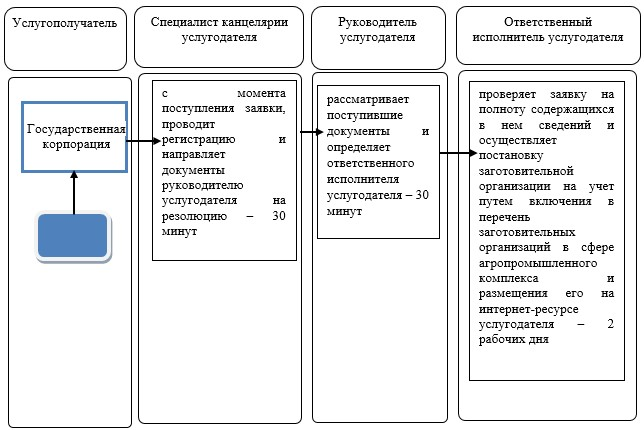 Услугополучатель
Специалист канцелярии
услугодателя
Руководитель
услугодателя
Ответственный
исполнитель услугодателя
Государственная
корпорация
с момента
поступления заявки,
проводит
регистрацию и
направляет
документы
руководителю
услугодателя на
резолюцию – 30
минут
рассматривает
поступившие
документы и
определяет
ответственного
исполнителя
услугодателя – 30
минут
проверяет заявку на
полноту содержащихся
в нем сведений и
осуществляет
постановку
заготовительной
организации на учет
путем включения в
перечень
заготовительных
организаций в сфере
агропромышленного
комплекса и
размещения его на
интернет-ресурсе
услугодателя – 2
рабочих дня